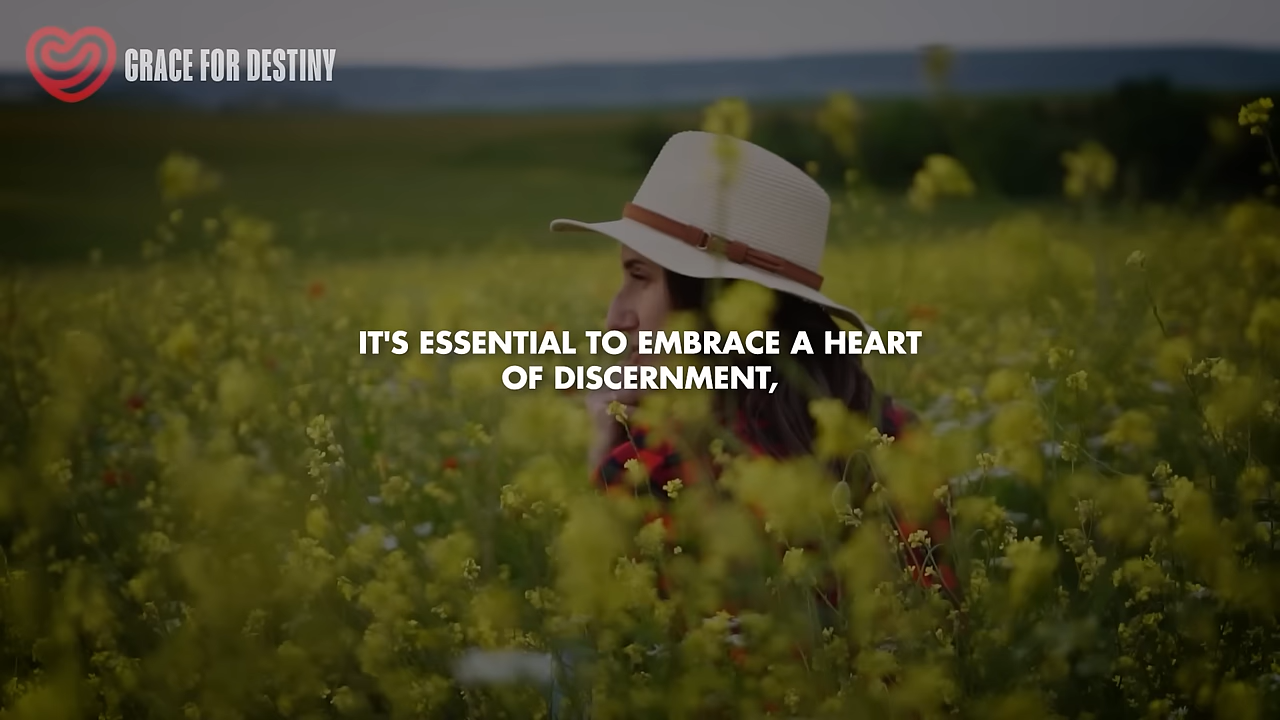 GRACE FOR DESTINY
IT'S ESSENTIAL TO EMBRACE A HEART
OF DISCERNMENT,